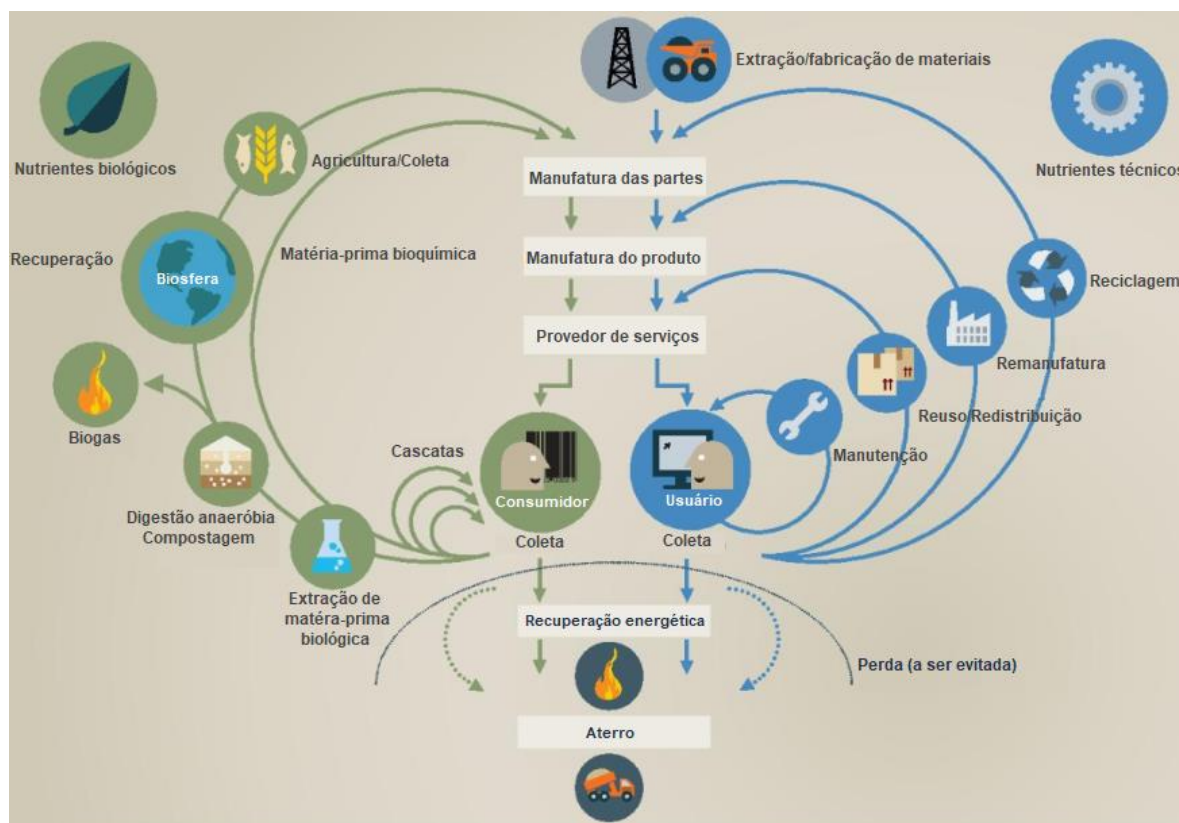 Extração/fabricação de materiais
Nutrientes biológicos
Nutrientes técnicos
Agricultura/Coleta
Manufatura das partes
Recuperação
Biosfera
Matéria-prima bioquímica
Manufatura do produto
Reciclagem
Provedor de serviços
Remanufatura
Reuso/Redistribuição
Biogas
Cascatas
Manutenção
Consumidor
Usuário
Digestão anaeróbia
Compostagem
Coleta
Coleta
Extração de
matéra-prima
biológica
Recuperação energética
Perda (a ser evitada)
Aterro